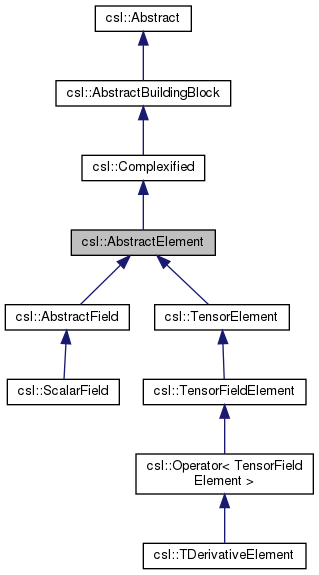 csl::Abstract
csl::AbstractBuildingBlock
csl::Complexified
csl::AbstractElement
csl::AbstractField
csl::TensorElement
csl::ScalarField
csl::TensorFieldElement
csl::Operator< TensorField
Element >
csl::TDerivativeElement